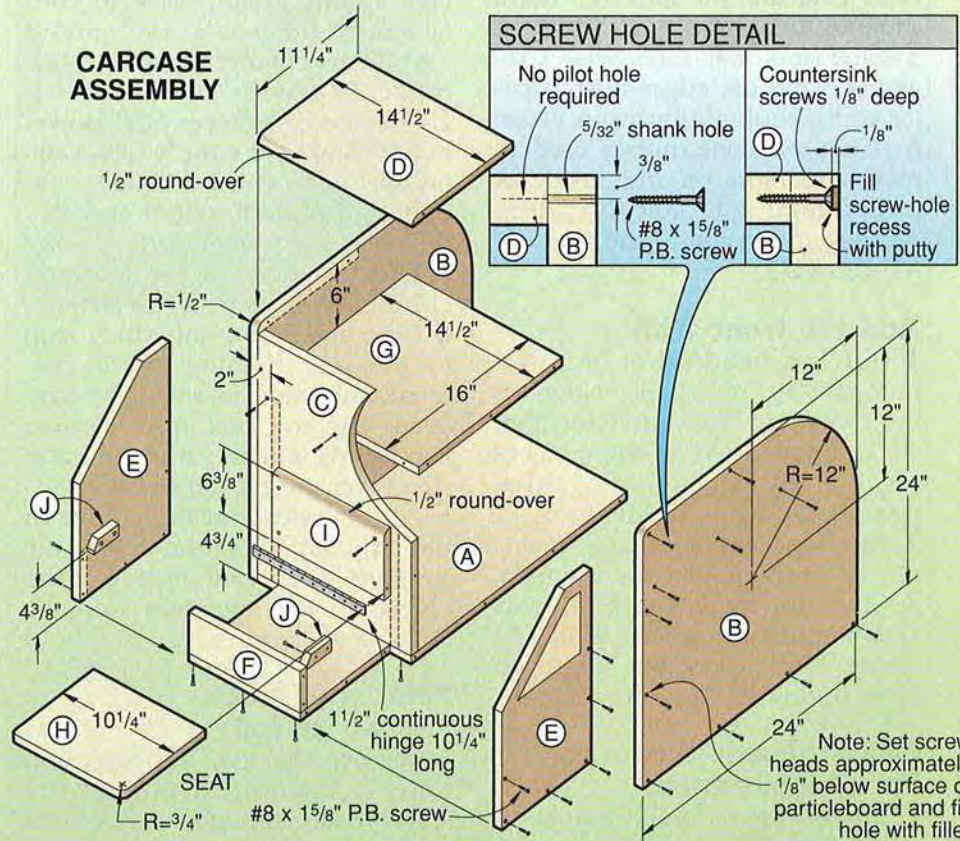 CARCASE
ASSEMBLY
11 1/4"
14 1/2"
D
1/2" round-over
SCREW HOLE DETAIL
No pilot hole
required
5/32" shank hole
3/8"
D
B
#8 x 1 5/8"
P.B. screw
Countersink
screws 1/8" deep
D
1/8"
B
Fill
screw-hole
recess
with putty
B
R=1/2"
6"
14 1/2"
G
2"
C
16"
E
J
6 3/8"
1/2" round-over
I
4 3/4"
A
4 3/8"
J
F
H
10 1/4"
SEAT
R=3/4"
1 1/2" continuous
hinge 10 1/4"
long
#8 x 1 5/8" P.B. screw
E
12"
12"
R=12"
24"
B
24"
Note: Set screw
heads approximatel
1/8" below surface o
particleboard and fi
hole with fille